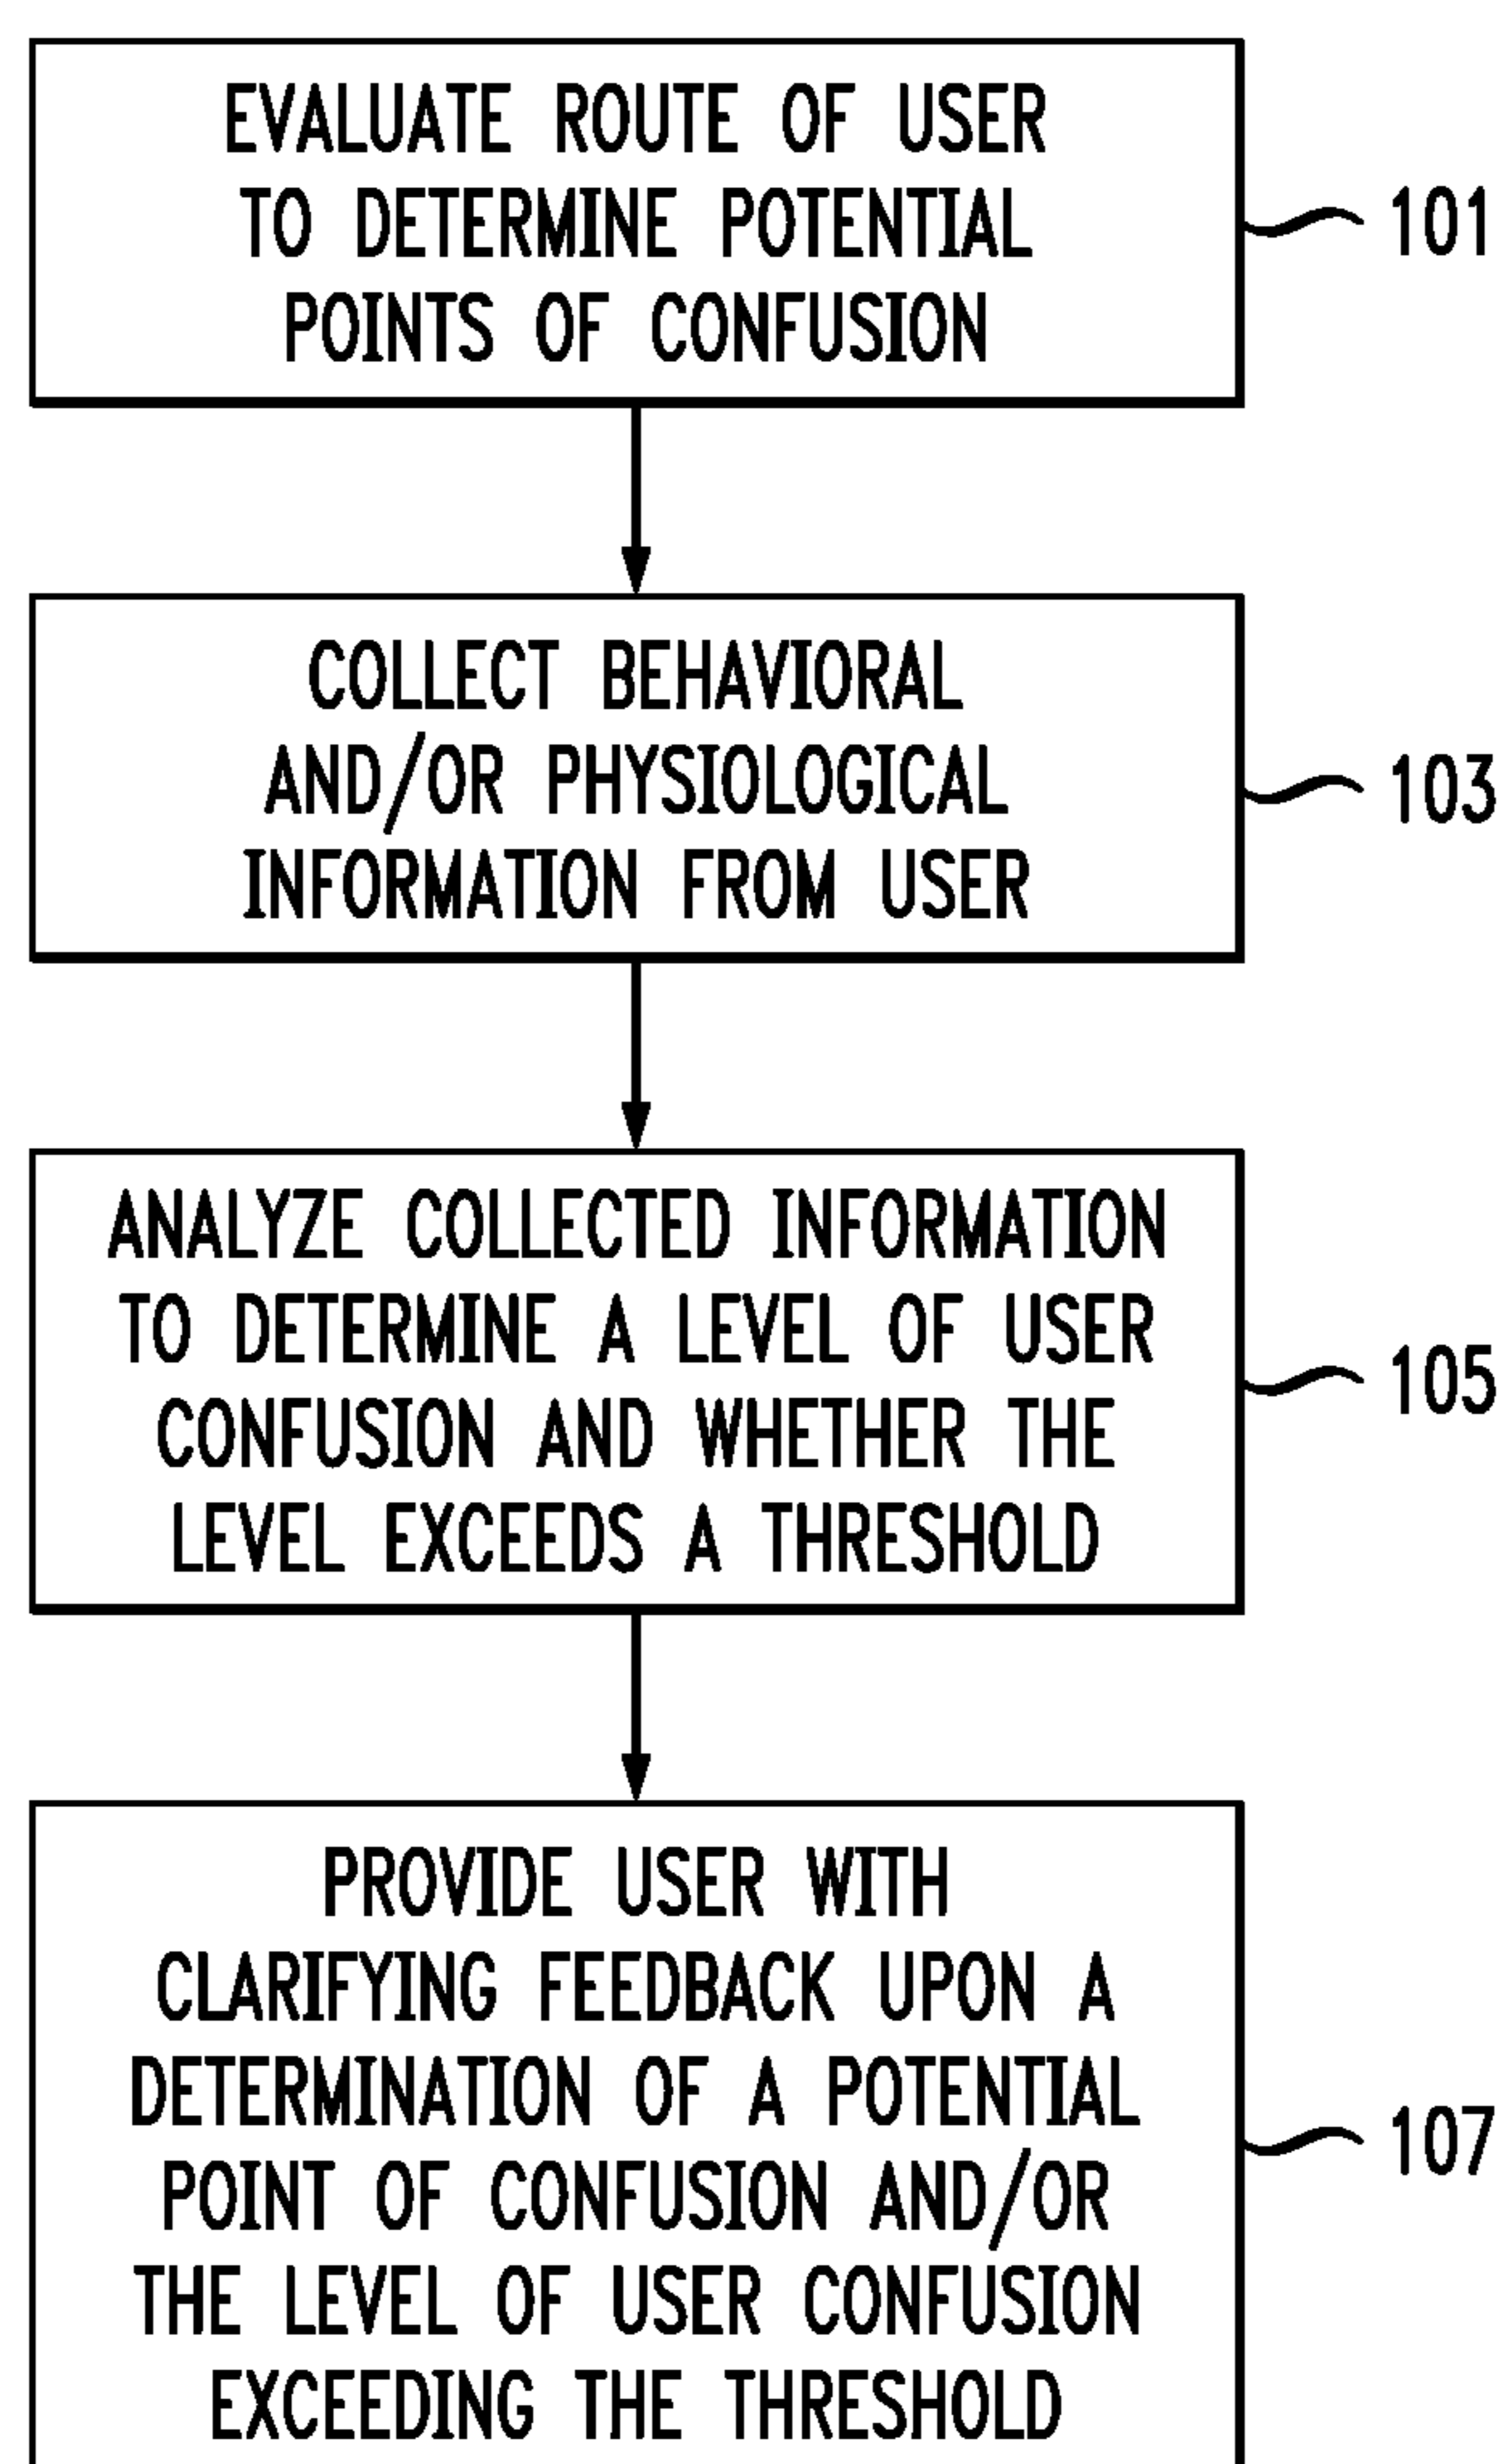 EVALUATE ROUTE OF USER
TO DETERMINE POTENTIAL
POINTS OF CONFUSION
101
COLLECT BEHAVIORAL
AND/OR PHYSIOLOGICAL
INFORMATION FROM USER
103
ANALYZE COLLECTED INFORMATION
TO DETERMINE A LEVEL OF USER
CONFUSION AND WHETHER THE
LEVEL EXCEEDS A THRESHOLD
105
PROVIDE USER WITH
CLARIFYING FEEDBACK UPON A
DETERMINATION OF A POTENTIAL
POINT OF CONFUSION AND/OR
THE LEVEL OF USER CONFUSION
EXCEEDING THE THRESHOLD
107